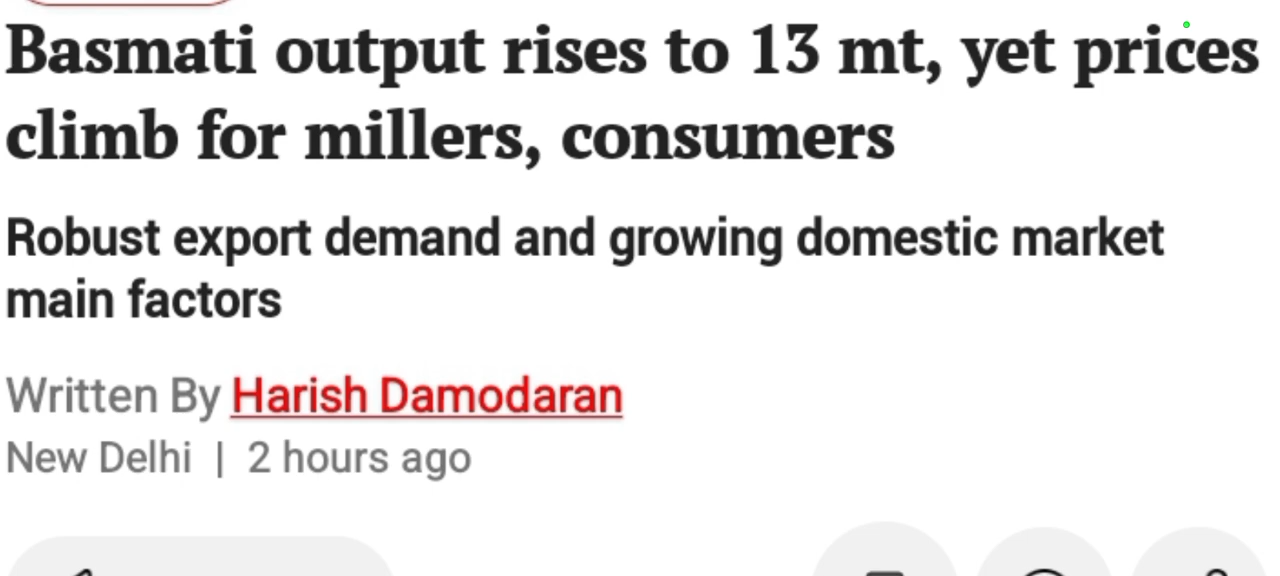 Basmati output rises to 13 mt, yet prices
climb for millers, consumers
Robust export demand and growing domestic market
main factors
Written By Harish Damodaran
New Delhi | 2 hours ago